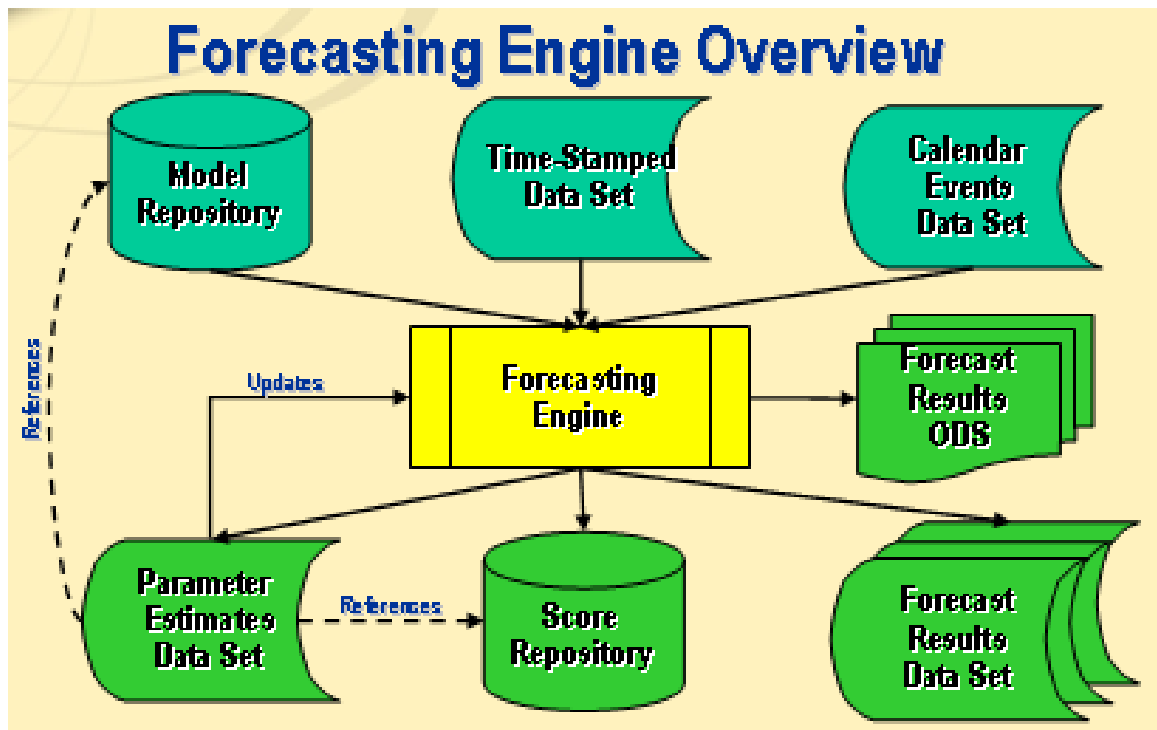 Forecasting Engine Overview
Model
Repository
Time-Stamped
Data Set
Calendar
Events
Data Set
References
Updates
Forecasting
Engine
Forecast
Results
ODS
Parameter
Estimates
Data Set
References
Score
Repository
Forecast
Results
Data Set